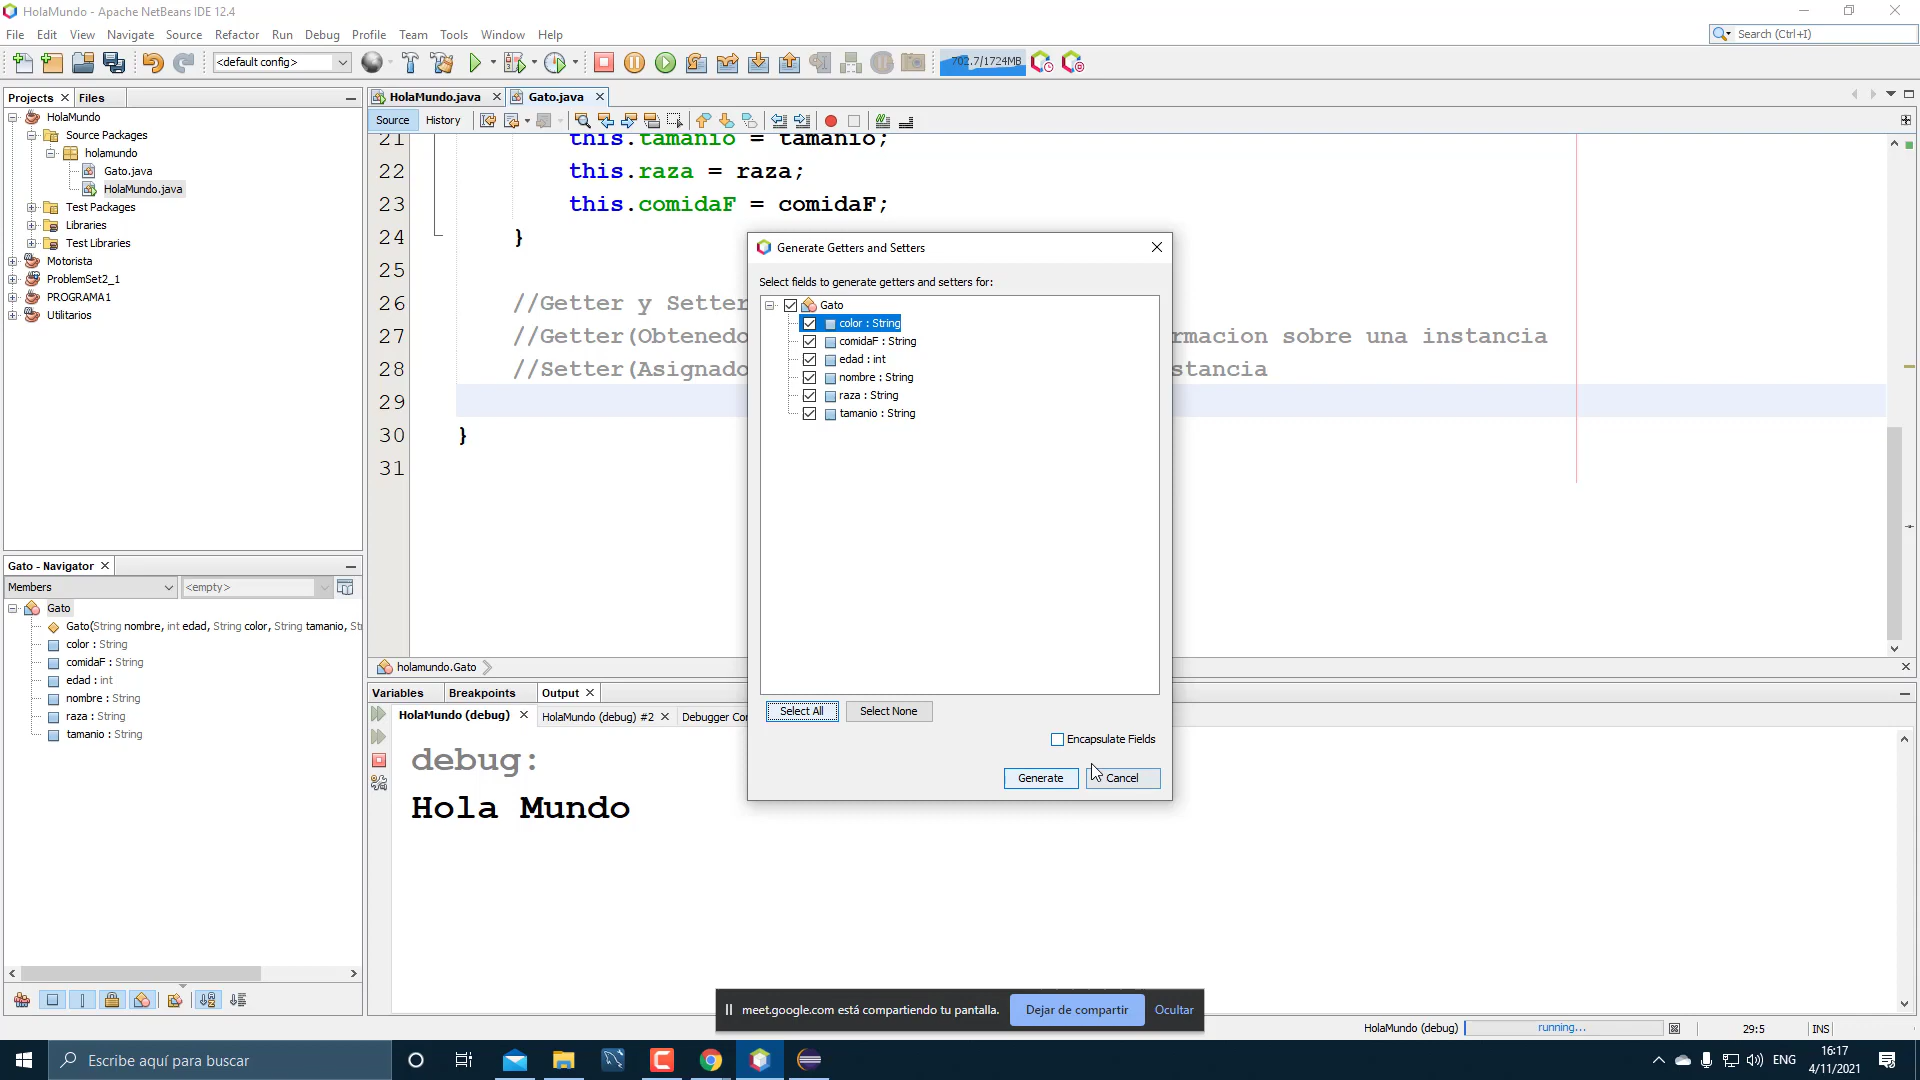 HolaMundo - Apache NetBeans IDE 12.4
File Edit View Navigate Source Refactor Run Debug Profile Team Tools Window Help
Search (Ctrl+I)
<default config>
702.7/1724MB
Projects Files
HolaMundo.java Gato.java
Source History
HolaMundo
Source Packages
holamundo
Gato.java
HolaMundo.java
Test Packages
Libraries
Test Libraries
Motorista
ProblemSet2_1
PROGRAMA1
Utilitarios
21 this.tamanio = tamanio;
22 this.raza = raza;
23 this.comidaF = comidaF;
24 }
25
26 //Getter y Setter
27 //Getter(Obtenedo rmacion sobre una instancia
28 //Setter(Asignado stancia
29
30 }
31
Generate Getters and Setters
Select fields to generate getters and setters for:
Gato
color : String
comidaF : String
edad : int
nombre : String
raza : String
tamanio : String
Select All Select None
Encapsulate Fields
Generate Cancel
Gato - Navigator
Members <empty>
Gato
Gato(String nombre, int edad, String color, String tamanio, St
color : String
comidaF : String
edad : int
nombre : String
raza : String
tamanio : String
holamundo.Gato
Variables Breakpoints Output
HolaMundo (debug) HolaMundo (debug) #2 Debugger Con
debug:
Hola Mundo
meet.google.com está compartiendo tu pantalla. Dejar de compartir Ocultar
HolaMundo (debug) running... 29:5 INS
Escribe aquí para buscar
ENG
16:17
4/11/2021